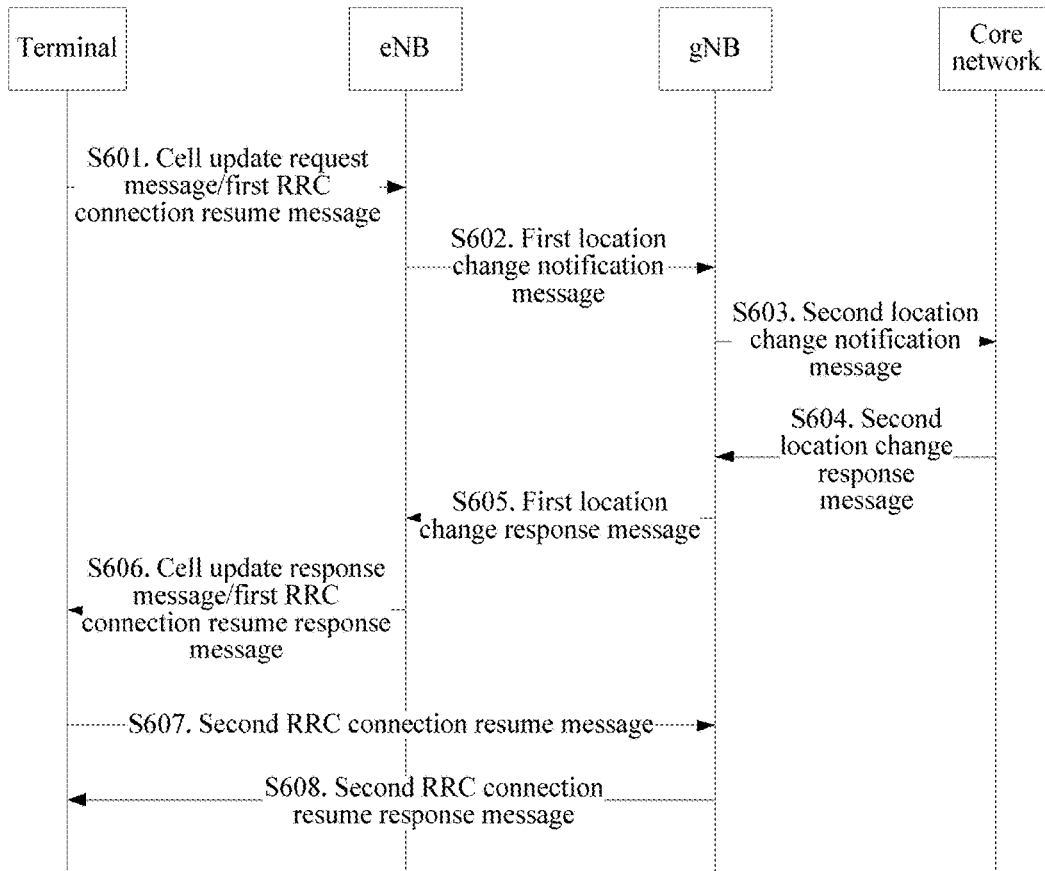 Terminal
eNB
gNB
Core
network
S601. Cell update request
message/first RRC
connection resume message
S602. First location
change notification
message
S603. Second location
change notification
message
S604. Second
location change
response
message
S605. First location
change response message
S606. Cell update response
message/first RRC
connection resume response
message
S607. Second RRC connection resume message
S608. Second RRC connection
resume response message